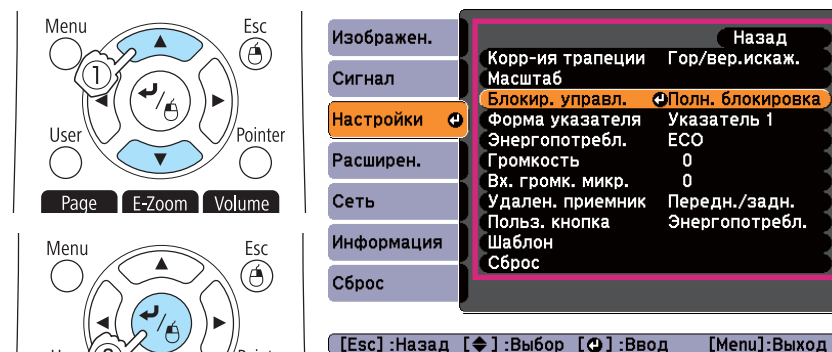 Menu
Esc
1
User
Pointer
Page E-Zoom Volume
Menu
Esc
Изображен.
Сигнал
Настройки
Расширен.
Сеть
Информация
Сброс
Назад
Корр-ия трапеции Гор/вер.искаж.
Масштаб
Блокир. управл. Полн. блокировка
Форма указателя Указатель 1
Энергопотребл. ECO
Громкость 0
Вх. громк. микр. 0
Удален. приемник Передн./задн.
Польз. кнопка Энергопотребл.
Шаблон
Сброс
[Esc] :Назад [◆] :Выбор [⏎] :Ввод [Menu]:Выход